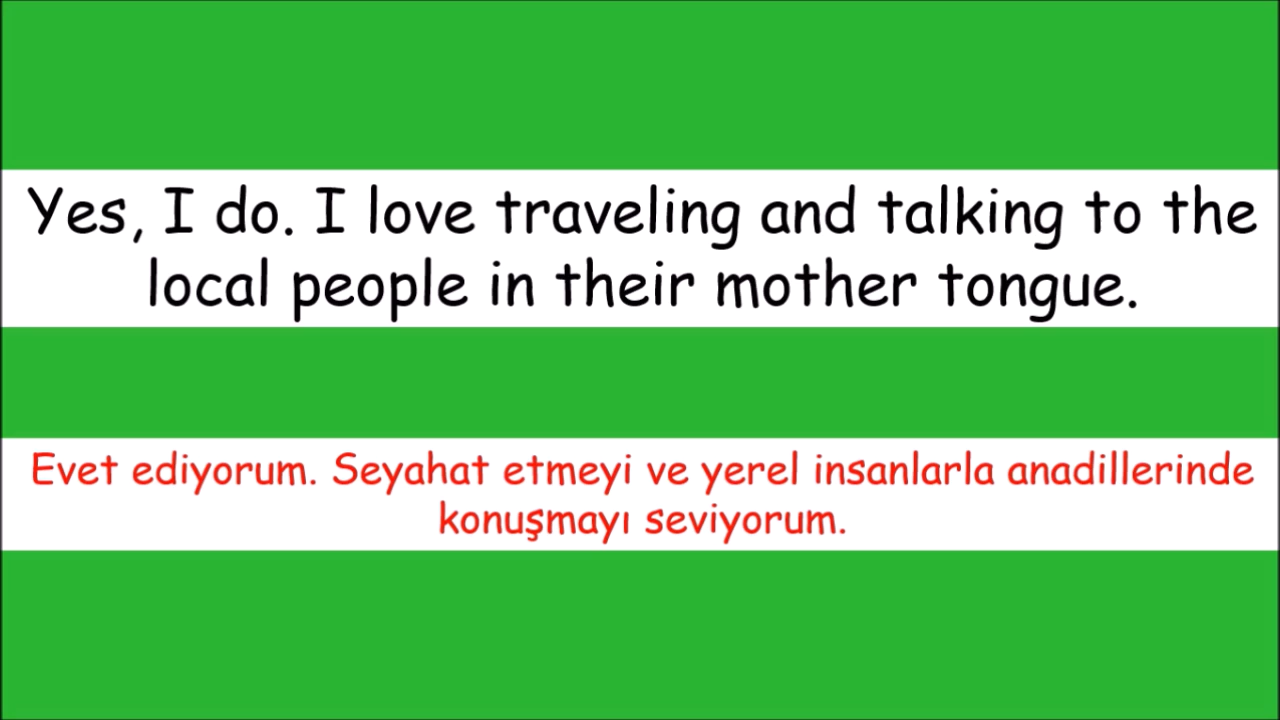 Yes, I do. I love traveling and talking to the
local people in their mother tongue.
Evet ediyorum. Seyahat etmeyi ve yerel insanlarla anadillerinde
konuşmayı seviyorum.